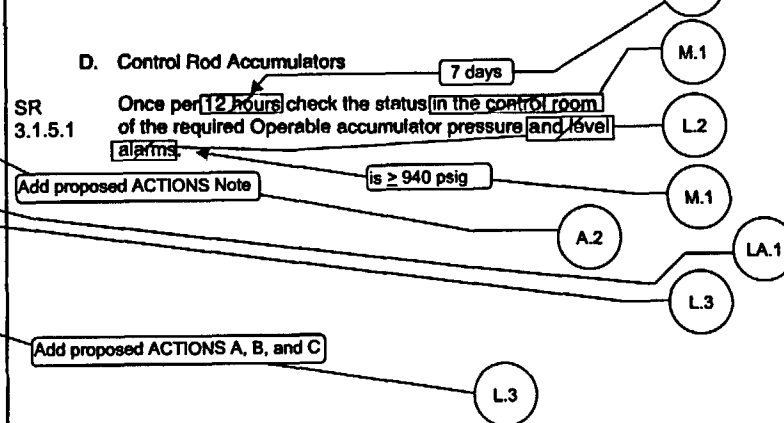 D. Control Rod Accumulators
7 days
M.1
SR
3.1.5.1
Once per 12 hours check the status in the control room
of the required Operable accumulator pressure and level
alarms.
L.2
is ≥ 940 psig
M.1
Add proposed ACTIONS Note
A.2
LA.1
L.3
Add proposed ACTIONS A, B, and C
L.3